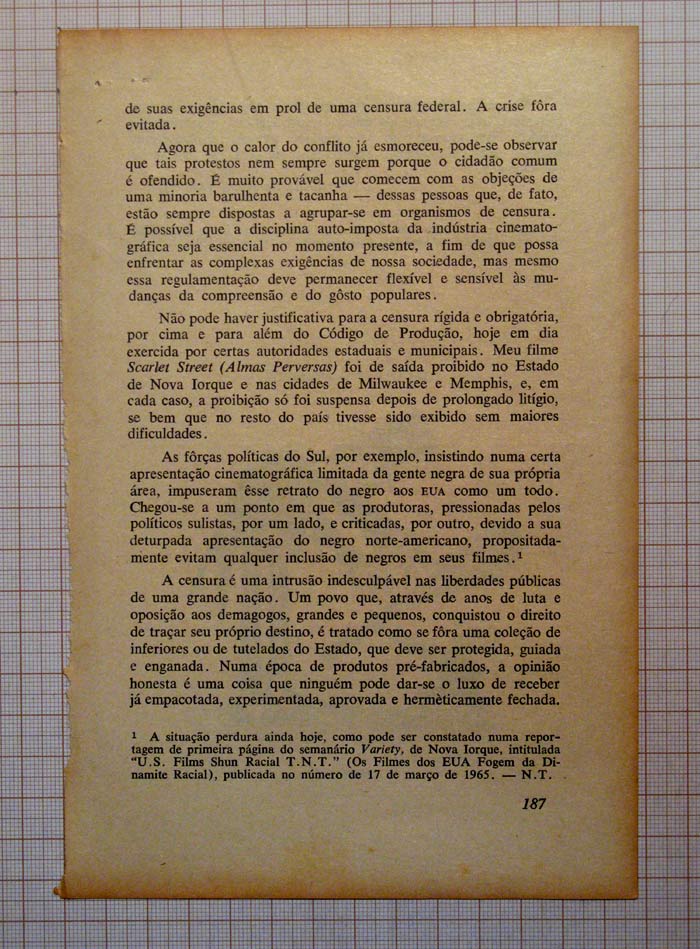 de suas exigências em prol de uma censura federal. A crise fôra
evitada.
Agora que o calor do conflito já esmoreceu, pode-se observar
que tais protestos nem sempre surgem porque o cidadão comum
é ofendido. É muito provável que comecem com as objeções de
uma minoria barulhenta e tacanha — dessas pessoas que, de fato,
estão sempre dispostas a agrupar-se em organismos de censura.
É possível que a disciplina auto-imposta da indústria cinemato-
gráfica seja essencial no momento presente, a fim de que possa
enfrentar as complexas exigências de nossa sociedade, mas mesmo
essa regulamentação deve permanecer flexível e sensível às mu-
danças da compreensão e do gôsto populares.
Não pode haver justificativa para a censura rígida e obrigatória,
por cima e para além do Código de Produção, hoje em dia
exercida por certas autoridades estaduais e municipais. Meu filme
Scarlet Street (Almas Perversas) foi de saída proibido no Estado
de Nova Iorque e nas cidades de Milwaukee e Memphis, e, em
cada caso, a proibição só foi suspensa depois de prolongado litígio,
se bem que no resto do país tivesse sido exibido sem maiores
dificuldades.
As fôrças políticas do Sul, por exemplo, insistindo numa certa
apresentação cinematográfica limitada da gente negra de sua própria
área, impuseram êsse retrato do negro aos EUA como um todo.
Chegou-se a um ponto em que as produtoras, pressionadas pelos
políticos sulistas, por um lado, e criticadas, por outro, devido a sua
deturpada apresentação do negro norte-americano, propositada-
mente evitam qualquer inclusão de negros em seus filmes.¹
A censura é uma intrusão indesculpável nas liberdades públicas
de uma grande nação. Um povo que, através de anos de luta e
oposição aos demagogos, grandes e pequenos, conquistou o direito
de traçar seu próprio destino, é tratado como se fôra uma coleção de
inferiores ou de tutelados do Estado, que deve ser protegida, guiada
e enganada. Numa época de produtos pré-fabricados, a opinião
honesta é uma coisa que ninguém pode dar-se o luxo de receber
já empacotada, experimentada, aprovada e hermèticamente fechada.
¹ A situação perdura ainda hoje, como pode ser constatado numa repor-
tagem de primeira página do semanário Variety, de Nova Iorque, intitulada
"U.S. Films Shun Racial T.N.T." (Os Filmes dos EUA Fogem da Di-
namite Racial), publicada no número de 17 de março de 1965. — N.T.
187